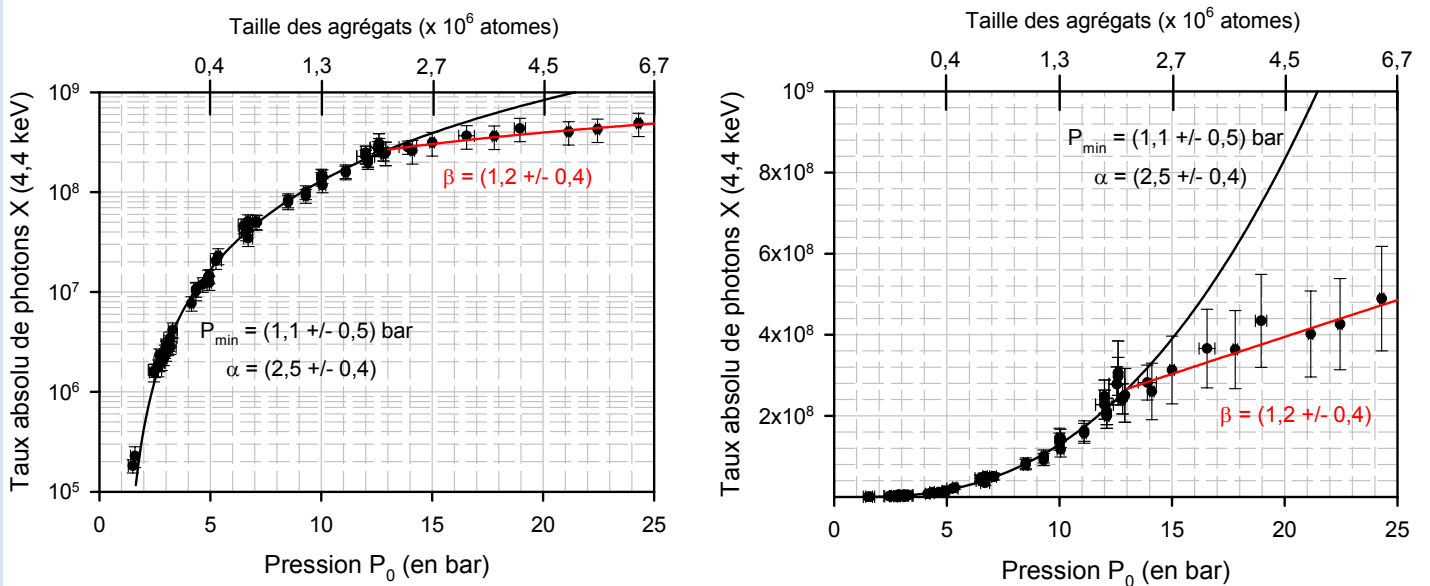 Taille des agrégats (x 10⁶ atomes)
0,4 1,3 2,7 4,5 6,7
Taux absolu de photons X (4,4 keV)
10⁹
10⁸
10⁷
10⁶
10⁵
β = (1,2 +/- 0,4)
Pmin = (1,1 +/- 0,5) bar
α = (2,5 +/- 0,4)
0 5 10 15 20 25
Pression P₀ (en bar)
Taille des agrégats (x 10⁶ atomes)
0,4 1,3 2,7 4,5 6,7
Taux absolu de photons X (4,4 keV)
10⁹
8x10⁸
6x10⁸
4x10⁸
2x10⁸
Pmin = (1,1 +/- 0,5) bar
α = (2,5 +/- 0,4)
β = (1,2 +/- 0,4)
0 5 10 15 20 25
Pression P₀ (en bar)